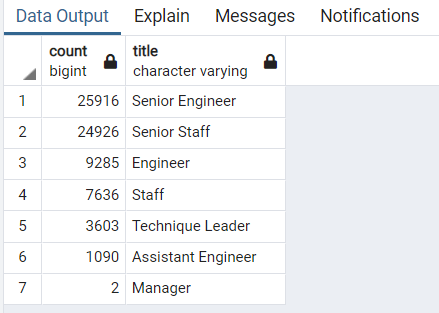 Data Output Explain Messages Notifications
count title
bigint character varying
1 25916 Senior Engineer
2 24926 Senior Staff
3 9285 Engineer
4 7636 Staff
5 3603 Technique Leader
6 1090 Assistant Engineer
7 2 Manager